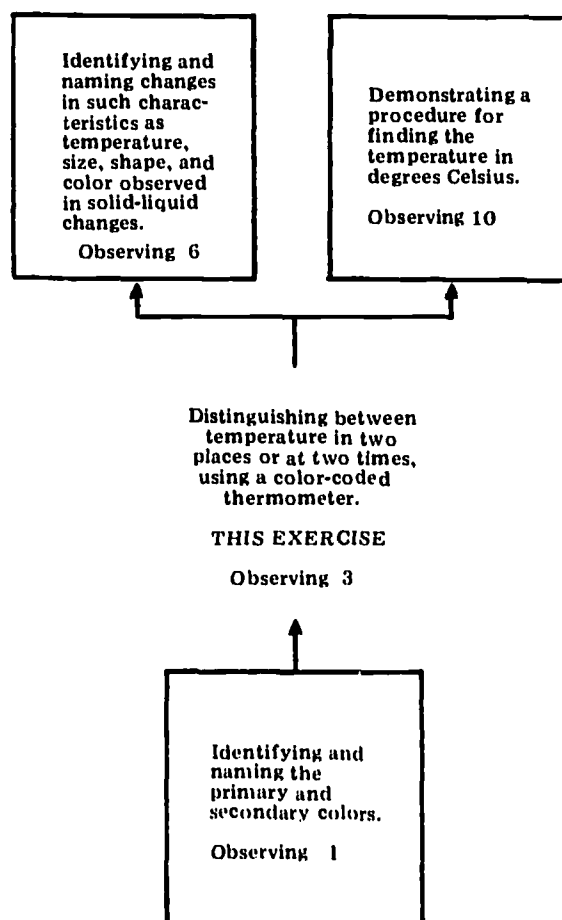 Identifying and
naming changes
in such charac-
teristics as
temperature,
size, shape, and
color observed
in solid-liquid
changes.
Observing 6
Demonstrating a
procedure for
finding the
temperature in
degrees Celsius.
Observing 10
Distinguishing between
temperature in two
places or at two times,
using a color-coded
thermometer.
THIS EXERCISE
Observing 3
Identifying and
naming the
primary and
secondary colors.
Observing 1